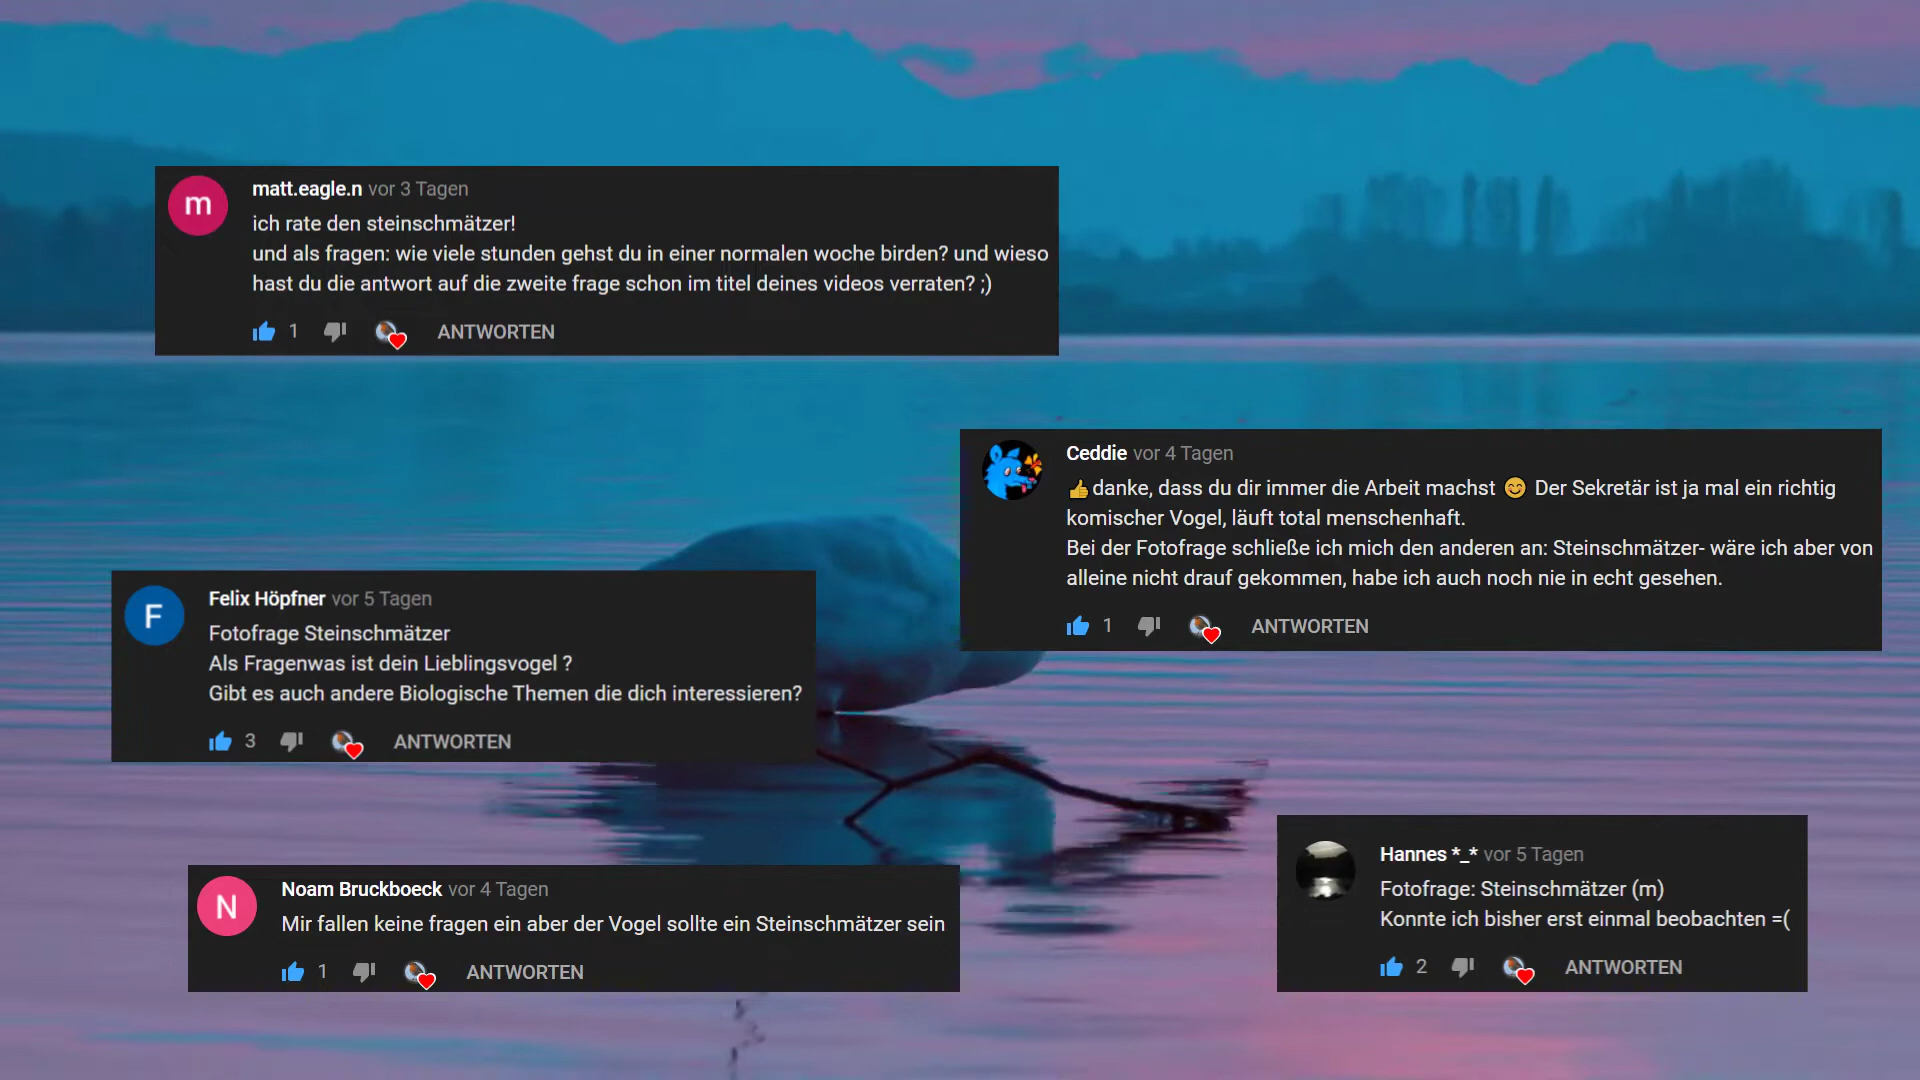 m
matt.eagle.n vor 3 Tagen
ich rate den steinschmätzer!
und als fragen: wie viele stunden gehst du in einer normalen woche birden? und wieso
hast du die antwort auf die zweite frage schon im titel deines videos verraten? ;)
1 ANTWORTEN
Ceddie vor 4 Tagen
👍danke, dass du dir immer die Arbeit machst 😊 Der Sekretär ist ja mal ein richtig
komischer Vogel, läuft total menschenhaft.
Bei der Fotofrage schließe ich mich den anderen an: Steinschmätzer- wäre ich aber von
alleine nicht drauf gekommen, habe ich auch noch nie in echt gesehen.
1 ANTWORTEN
F
Felix Höpfner vor 5 Tagen
Fotofrage Steinschmätzer
Als Fragenwas ist dein Lieblingsvogel ?
Gibt es auch andere Biologische Themen die dich interessieren?
3 ANTWORTEN
Hannes *_* vor 5 Tagen
Fotofrage: Steinschmätzer (m)
Konnte ich bisher erst einmal beobachten =(
2 ANTWORTEN
N
Noam Bruckboeck vor 4 Tagen
Mir fallen keine fragen ein aber der Vogel sollte ein Steinschmätzer sein
1 ANTWORTEN